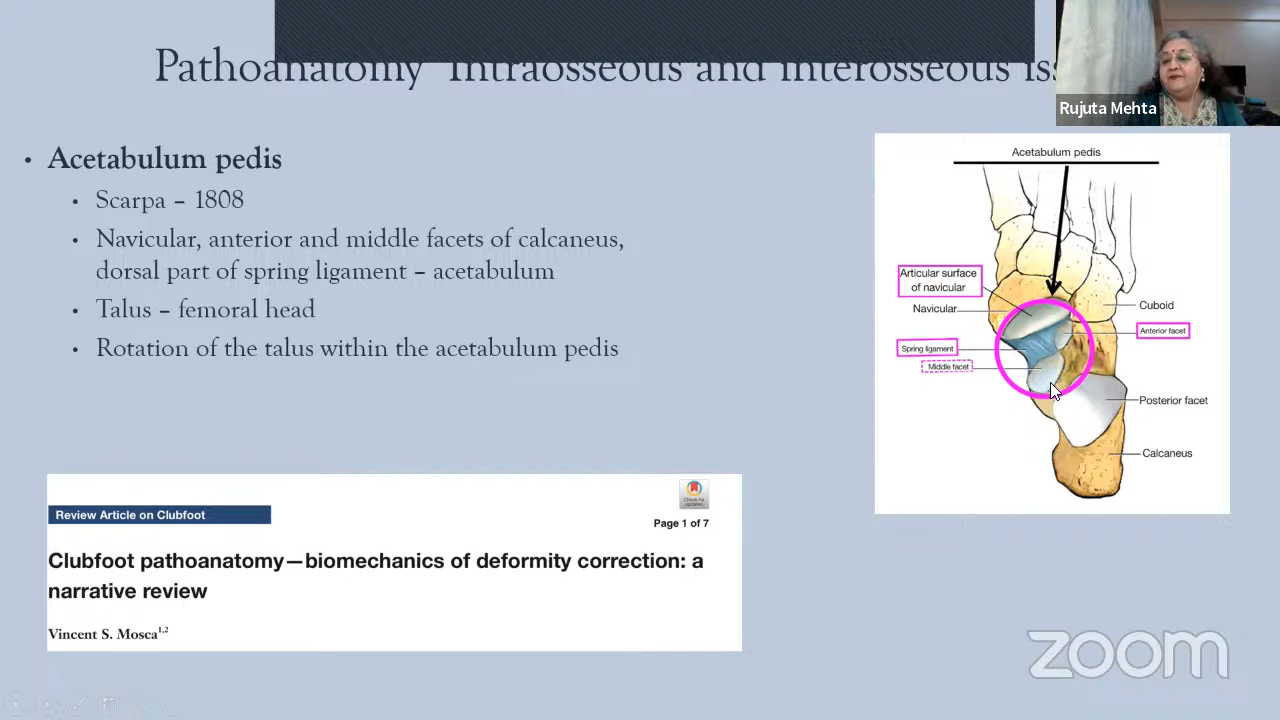 Pathoanatomy Intraosseous and interosseous
Rujuta Mehta
• Acetabulum pedis
• Scarpa – 1808
• Navicular, anterior and middle facets of calcaneus,
dorsal part of spring ligament – acetabulum
• Talus – femoral head
• Rotation of the talus within the acetabulum pedis
Acetabulum pedis
Articular surface
of navicular
Navicular
Spring ligament
Middle facet
Cuboid
Anterior facet
Posterior facet
Calcaneus
Review Article on Clubfoot
Check for
updates
Page 1 of 7
Clubfoot pathoanatomy—biomechanics of deformity correction: a
narrative review
Vincent S. Mosca1,2
zoom